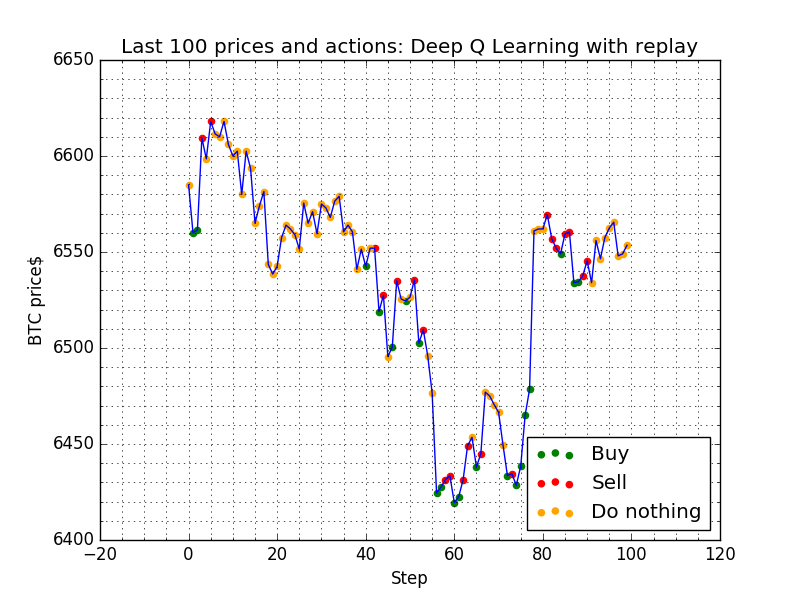 Last 100 prices and actions: Deep Q Learning with replay
6650
6600
6550
6500
6450
6400
BTC price$
Buy
Sell
Do nothing
−20 0 20 40 60 80 100 120
Step